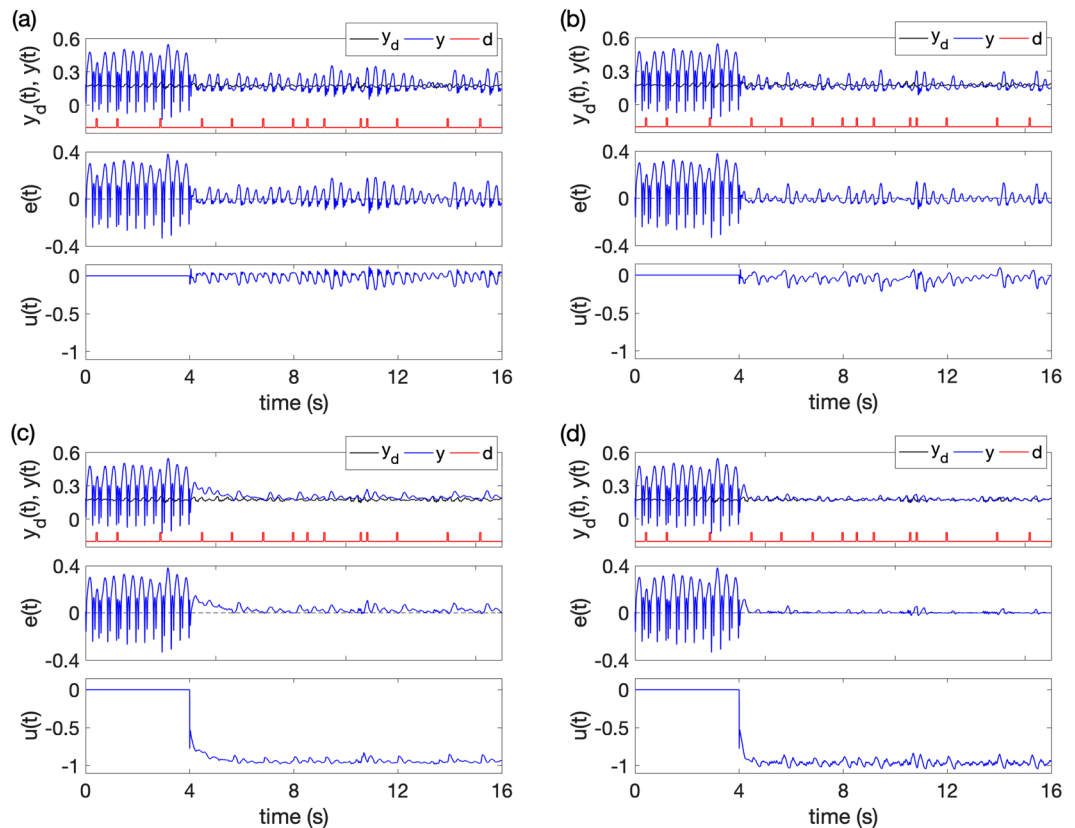 (a)
y_d y d
0.6
0.3
0
y_d(t), y(t)
0.4
0
-0.4
e(t)
0
-0.5
-1
u(t)
0 4 8 12 16
time (s)
(b)
y_d y d
0.6
0.3
0
y_d(t), y(t)
0.4
0
-0.4
e(t)
0
-0.5
-1
u(t)
0 4 8 12 16
time (s)
(c)
y_d y d
0.6
0.3
0
y_d(t), y(t)
0.4
0
-0.4
e(t)
0
-0.5
-1
u(t)
0 4 8 12 16
time (s)
(d)
y_d y d
0.6
0.3
0
y_d(t), y(t)
0.4
0
-0.4
e(t)
0
-0.5
-1
u(t)
0 4 8 12 16
time (s)